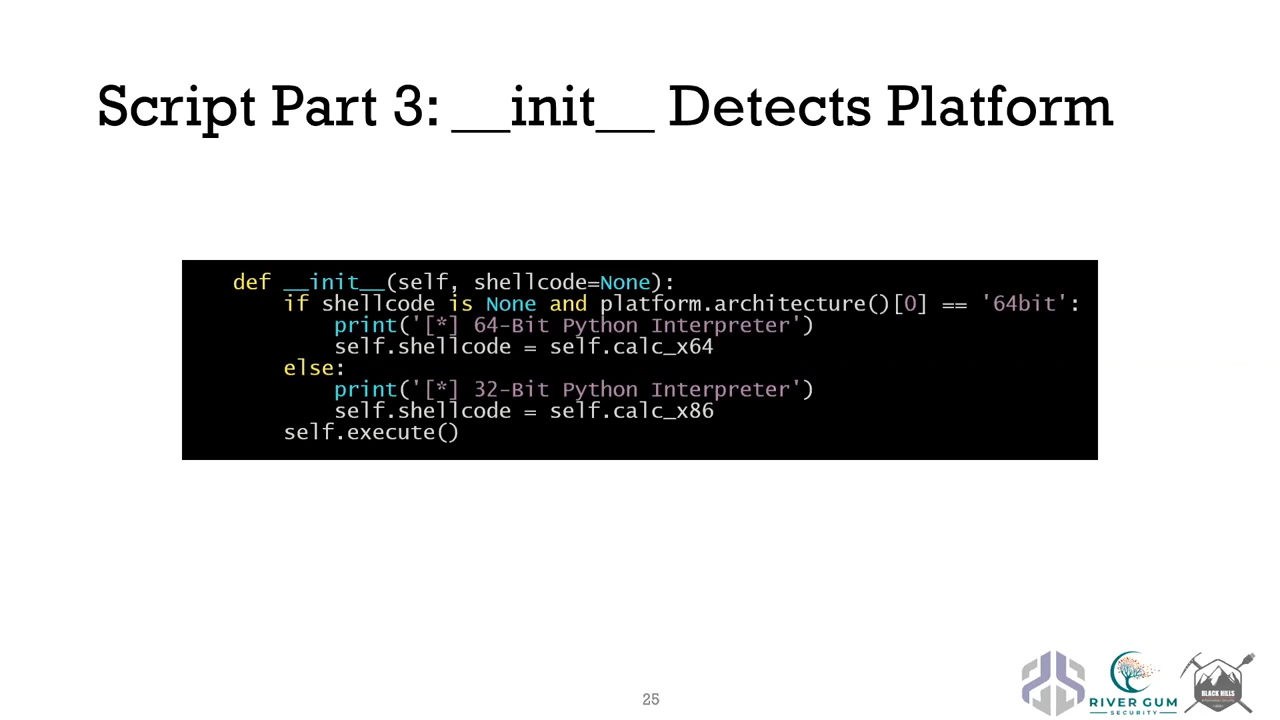 Script Part 3: __init__ Detects Platform
def __init__(self, shellcode=None):
if shellcode is None and platform.architecture()[0] == '64bit':
print('[*] 64-Bit Python Interpreter')
self.shellcode = self.calc_x64
else:
print('[*] 32-Bit Python Interpreter')
self.shellcode = self.calc_x86
self.execute()
25
RIVER GUM
SECURITY
BLACK HILLS